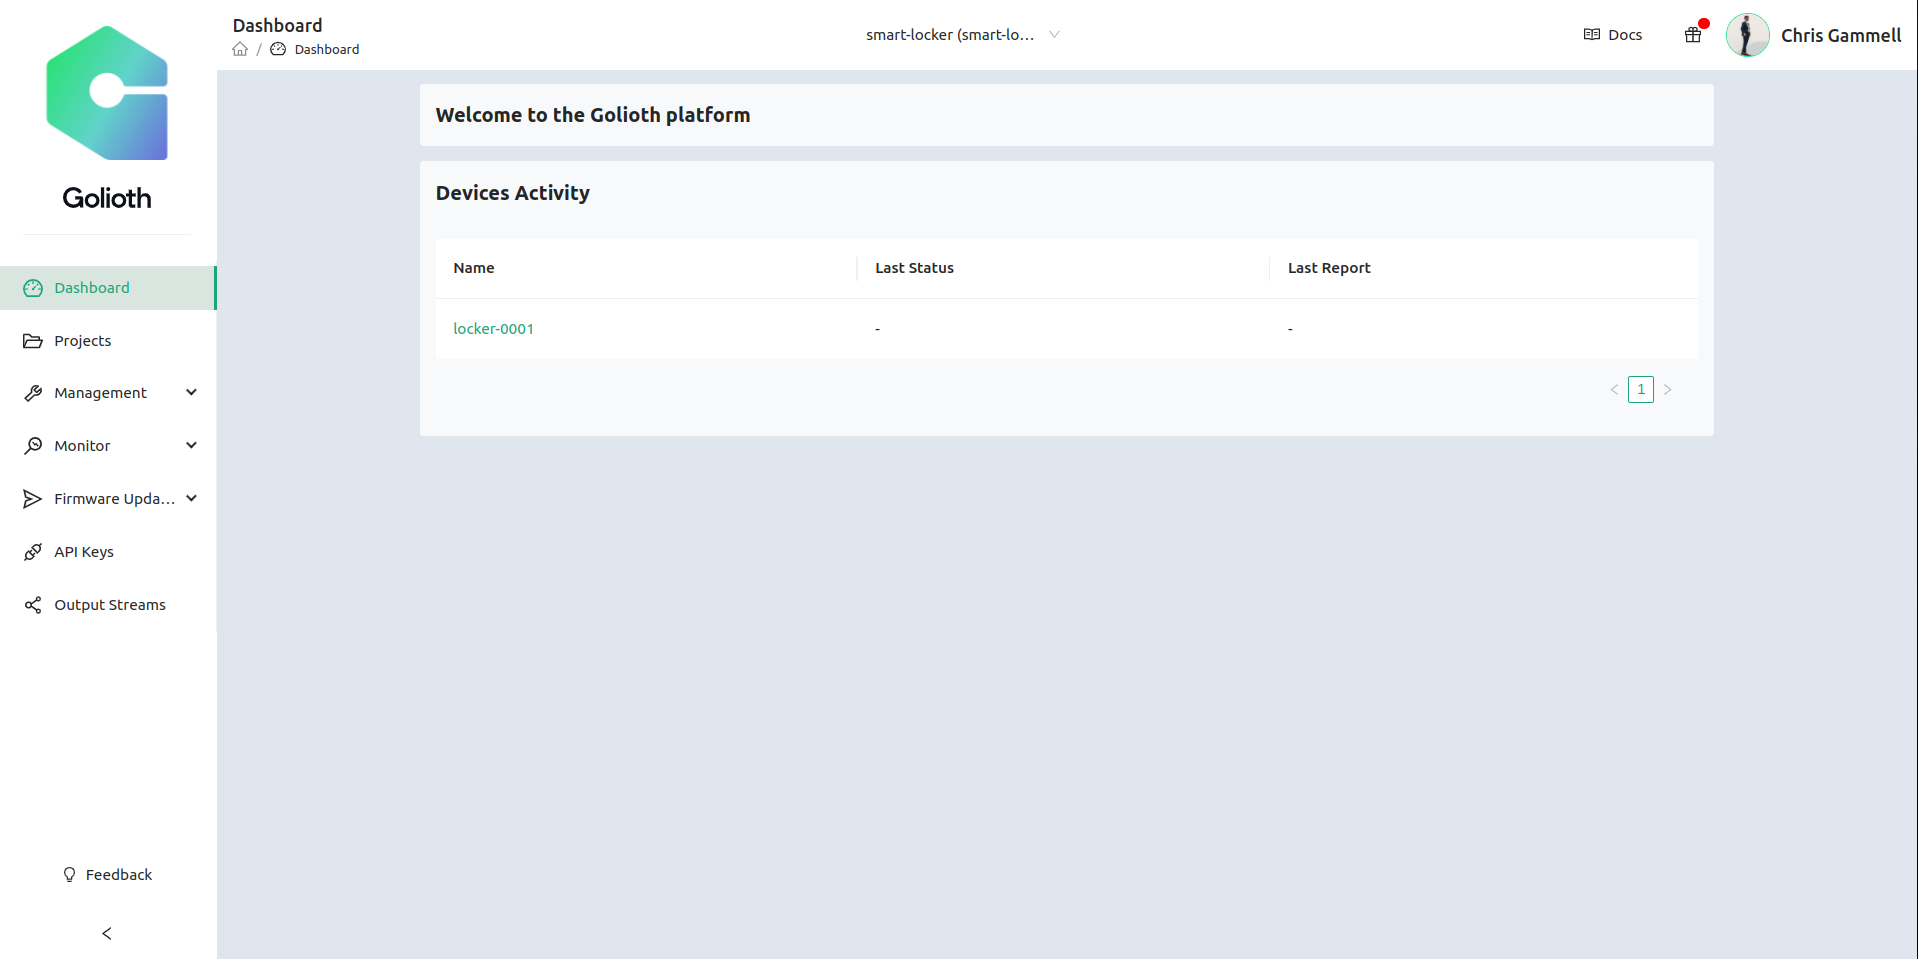 Golioth
Dashboard
Projects
Management
Monitor
Firmware Upda...
API Keys
Output Streams
Feedback
Dashboard
/ Dashboard
smart-locker (smart-lo...
Docs
Chris Gammell
Welcome to the Golioth platform
Devices Activity
Name Last Status Last Report
locker-0001 - -
< 1 >